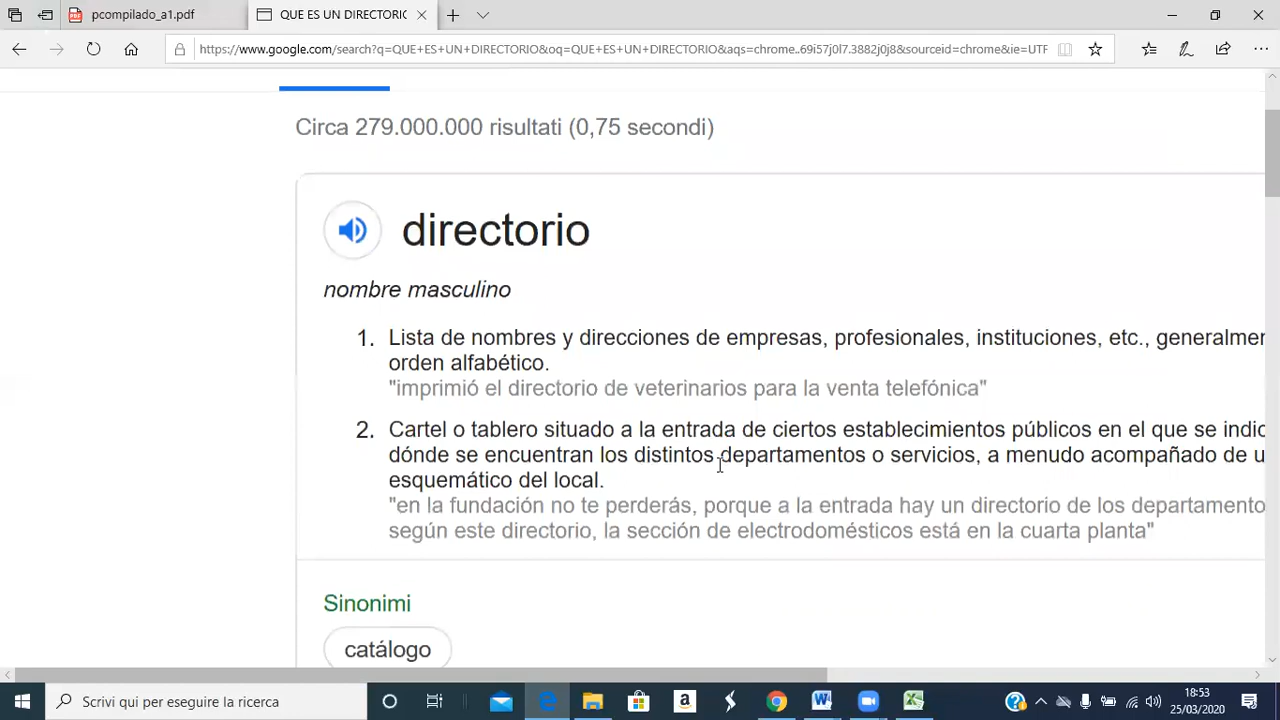 pcompilado_a1.pdf
QUE ES UN DIRECTORIO
https://www.google.com/search?q=QUE+ES+UN+DIRECTORIO&oq=QUE+ES+UN+DIRECTORIO&aqs=chrome..69i57j0l7.3882j0j8&sourceid=chrome&ie=UTF
Circa 279.000.000 risultati (0,75 secondi)
directorio
nombre masculino
1. Lista de nombres y direcciones de empresas, profesionales, instituciones, etc., generalmen
orden alfabético.
"imprimió el directorio de veterinarios para la venta telefónica"
2. Cartel o tablero situado a la entrada de ciertos establecimientos públicos en el que se indic
dónde se encuentran los distintos departamentos o servicios, a menudo acompañado de u
esquemático del local.
"en la fundación no te perderás, porque a la entrada hay un directorio de los departamento
según este directorio, la sección de electrodomésticos está en la cuarta planta"
Sinonimi
catálogo
Scrivi qui per eseguire la ricerca
18:53
25/03/2020